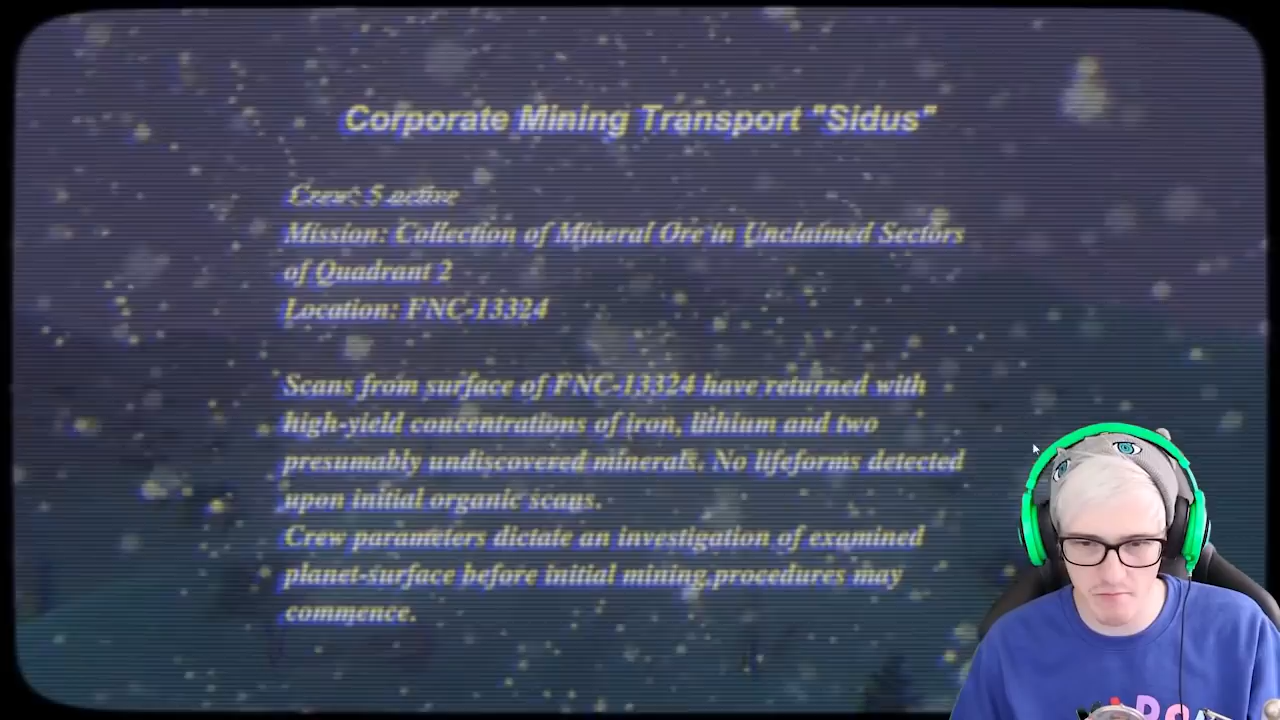 Corporate Mining Transport "Sidus"
Crew: 5 active
Mission: Collection of Mineral Ore in Unclaimed Sectors
of Quadrant 2
Location: FNC-13324
Scans from surface of FNC-13324 have returned with
high-yield concentrations of iron, lithium and two
presumably undiscovered minerals. No lifeforms detected
upon initial organic scans.
Crew parameters dictate an investigation of examined
planet-surface before initial mining procedures may
commence.